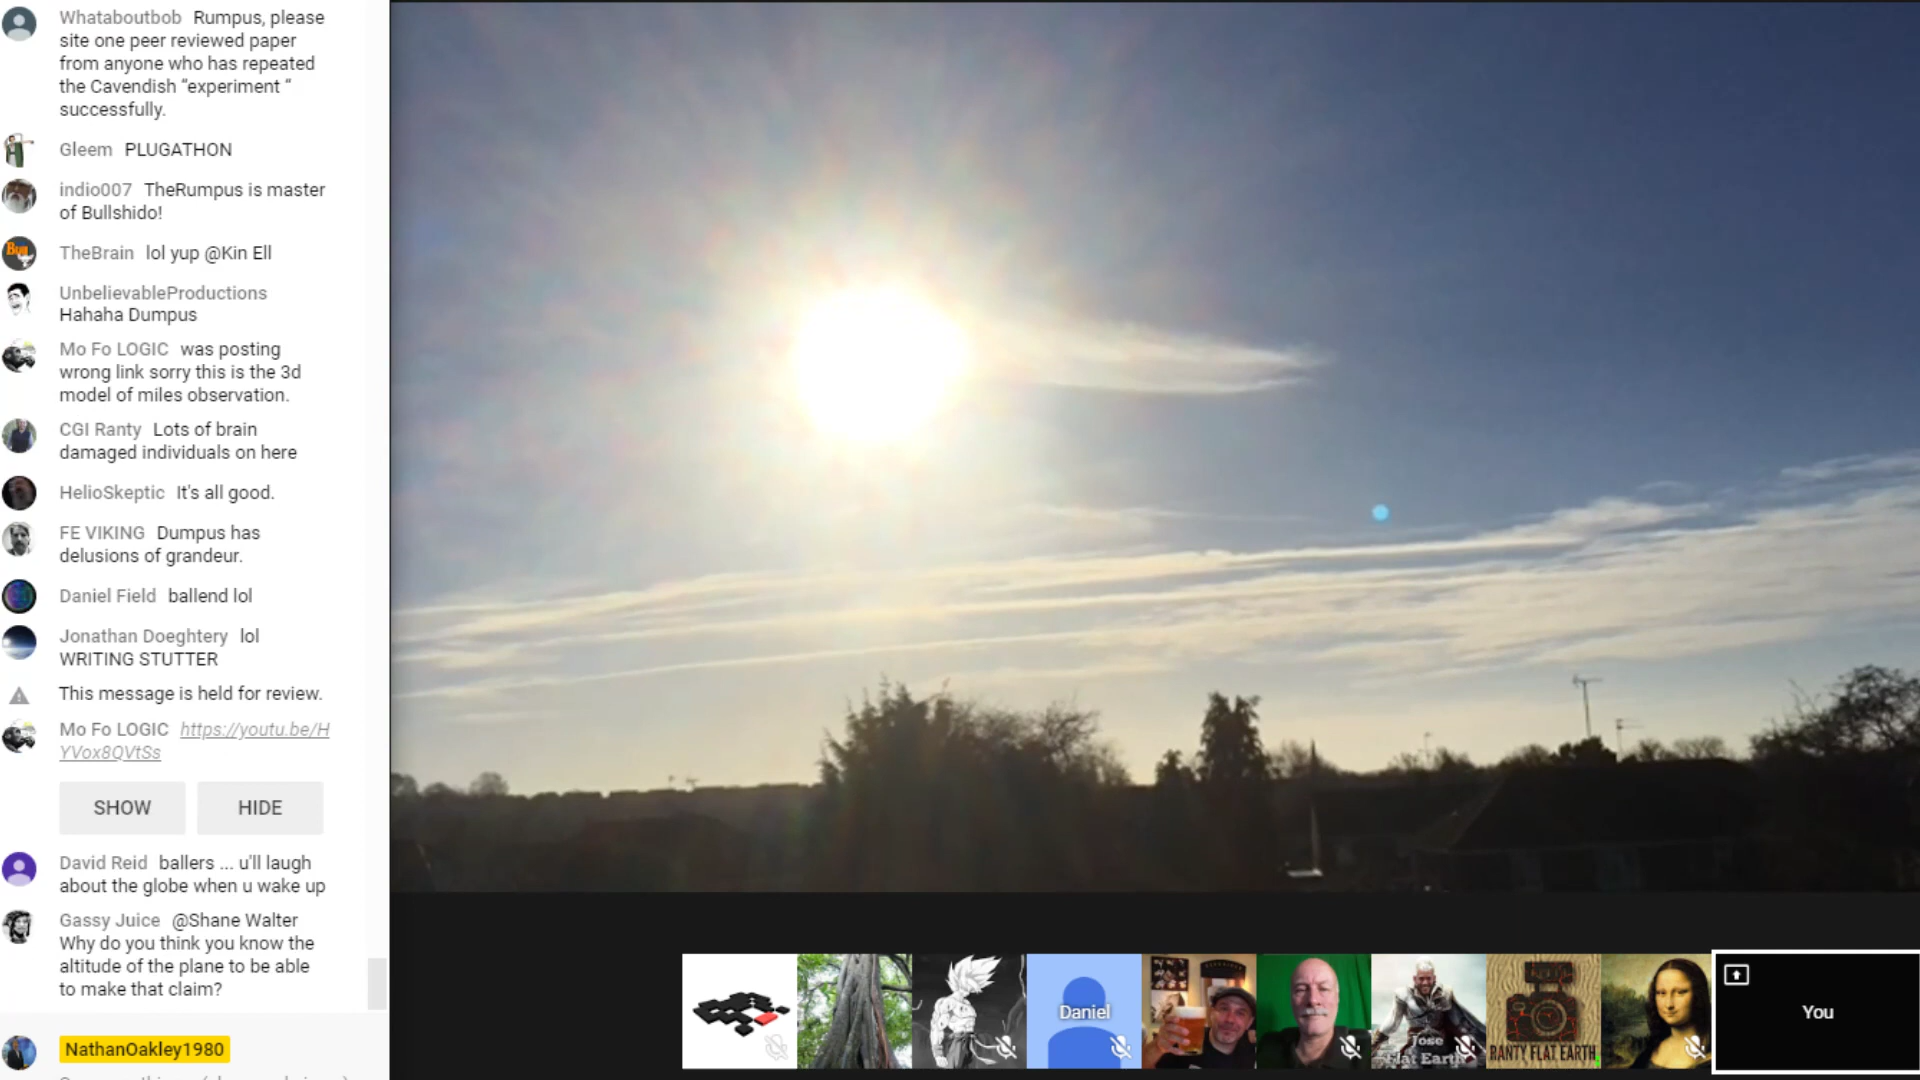 Whataboutbob Rumpus, please
site one peer reviewed paper
from anyone who has repeated
the Cavendish “experiment “
successfully.
Gleem PLUGATHON
indio007 TheRumpus is master
of Bullshido!
TheBrain lol yup @Kin Ell
UnbelievableProductions
Hahaha Dumpus
Mo Fo LOGIC was posting
wrong link sorry this is the 3d
model of miles observation.
CGI Ranty Lots of brain
damaged individuals on here
HelioSkeptic It's all good.
FE VIKING Dumpus has
delusions of grandeur.
Daniel Field ballend lol
Jonathan Doeghtery lol
WRITING STUTTER
This message is held for review.
Mo Fo LOGIC https://youtu.be/H
YVox8QVtSs
SHOW HIDE
David Reid ballers ... u'll laugh
about the globe when u wake up
Gassy Juice @Shane Walter
Why do you think you know the
altitude of the plane to be able
to make that claim?
NathanOakley1980
Daniel
Jose
Flat Earth
RANTY FLAT EARTH
You